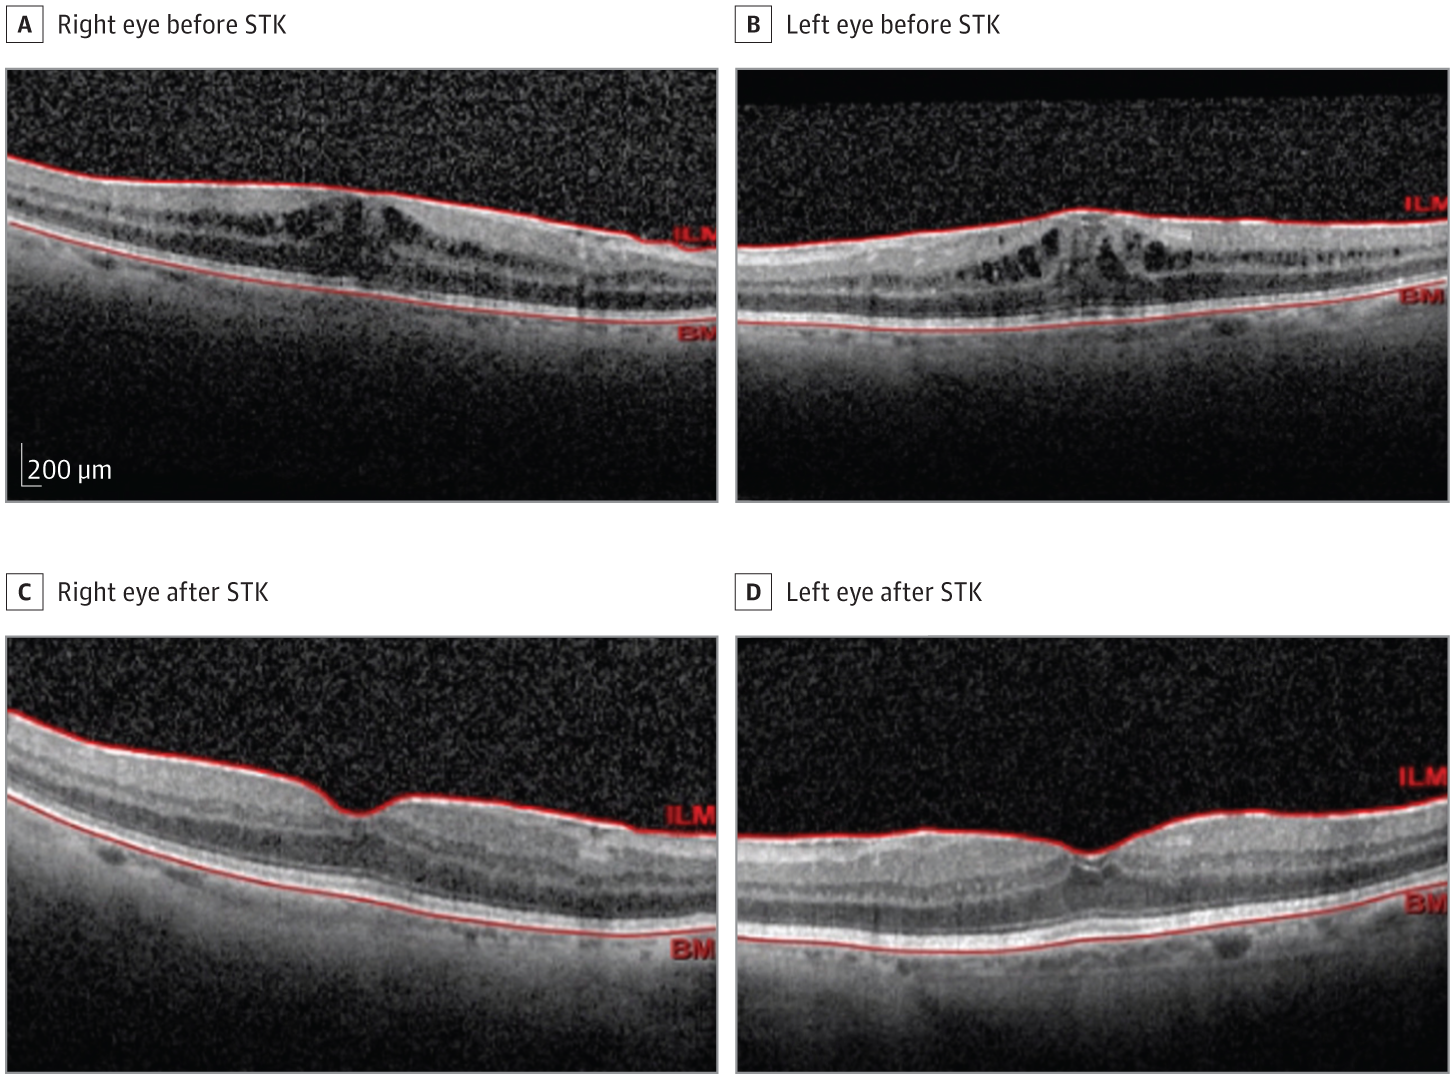 A Right eye before STK
B Left eye before STK
ILM
BM
200 µm
ILM
BM
C Right eye after STK
D Left eye after STK
ILM
BM
ILM
BM